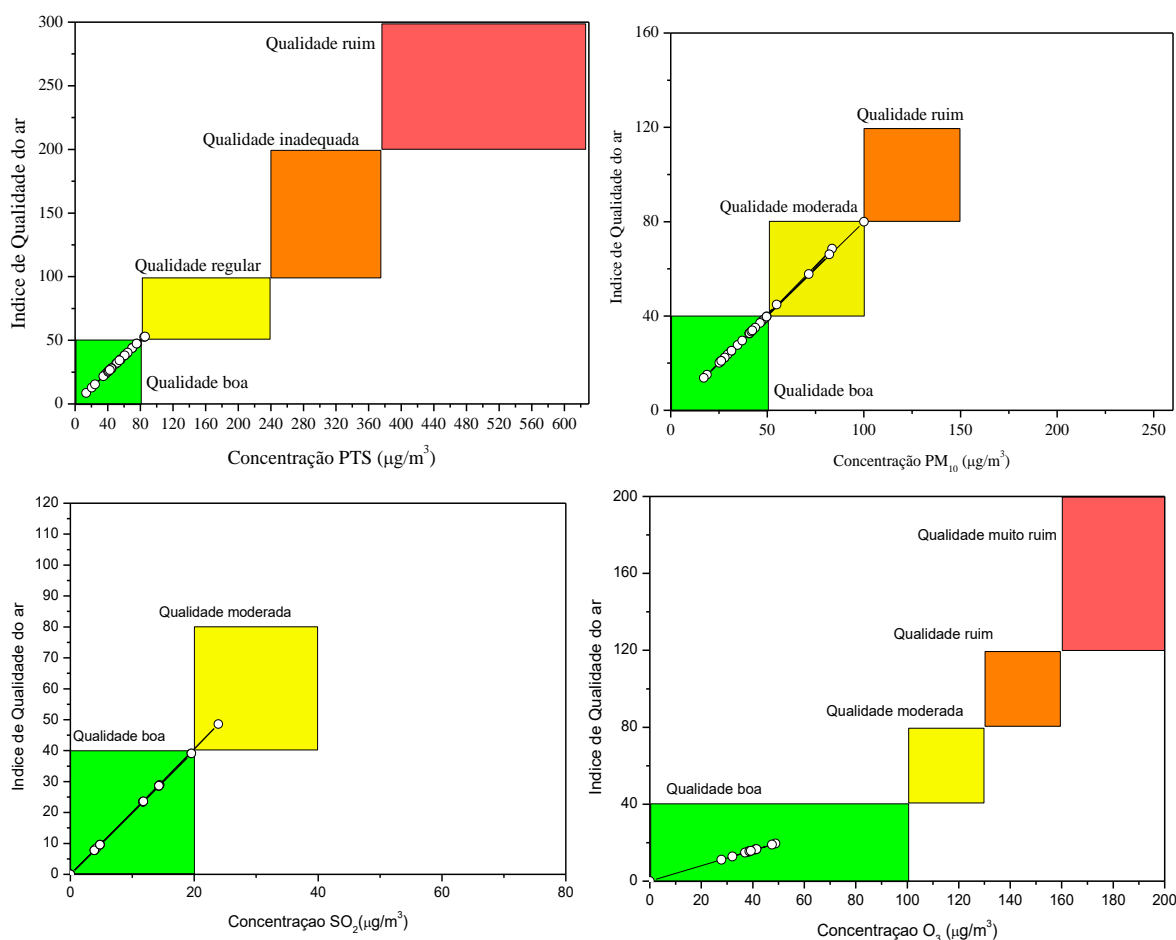 300
250
200
150
100
50
0
Indice de Qualidade do ar
Qualidade ruim
Qualidade inadequada
Qualidade regular
Qualidade boa
0 40 80 120 160 200 240 280 320 360 400 440 480 520 560 600
Concentração PTS (μg/m³)
160
120
80
40
0
Indice de Qualidade do ar
Qualidade ruim
Qualidade moderada
Qualidade boa
0 50 100 150 200 250
Concentração PM₁₀ (μg/m³)
120
110
100
90
80
70
60
50
40
30
20
10
0
Indice de Qualidade do ar
Qualidade moderada
Qualidade boa
0 20 40 60 80
Concentraçao SO₂(μg/m³)
200
160
120
80
40
0
Indice de Qualidade do ar
Qualidade muito ruim
Qualidade ruim
Qualidade moderada
Qualidade boa
0 20 40 60 80 100 120 140 160 180 200
Concentraçao O₃ (μg/m³)